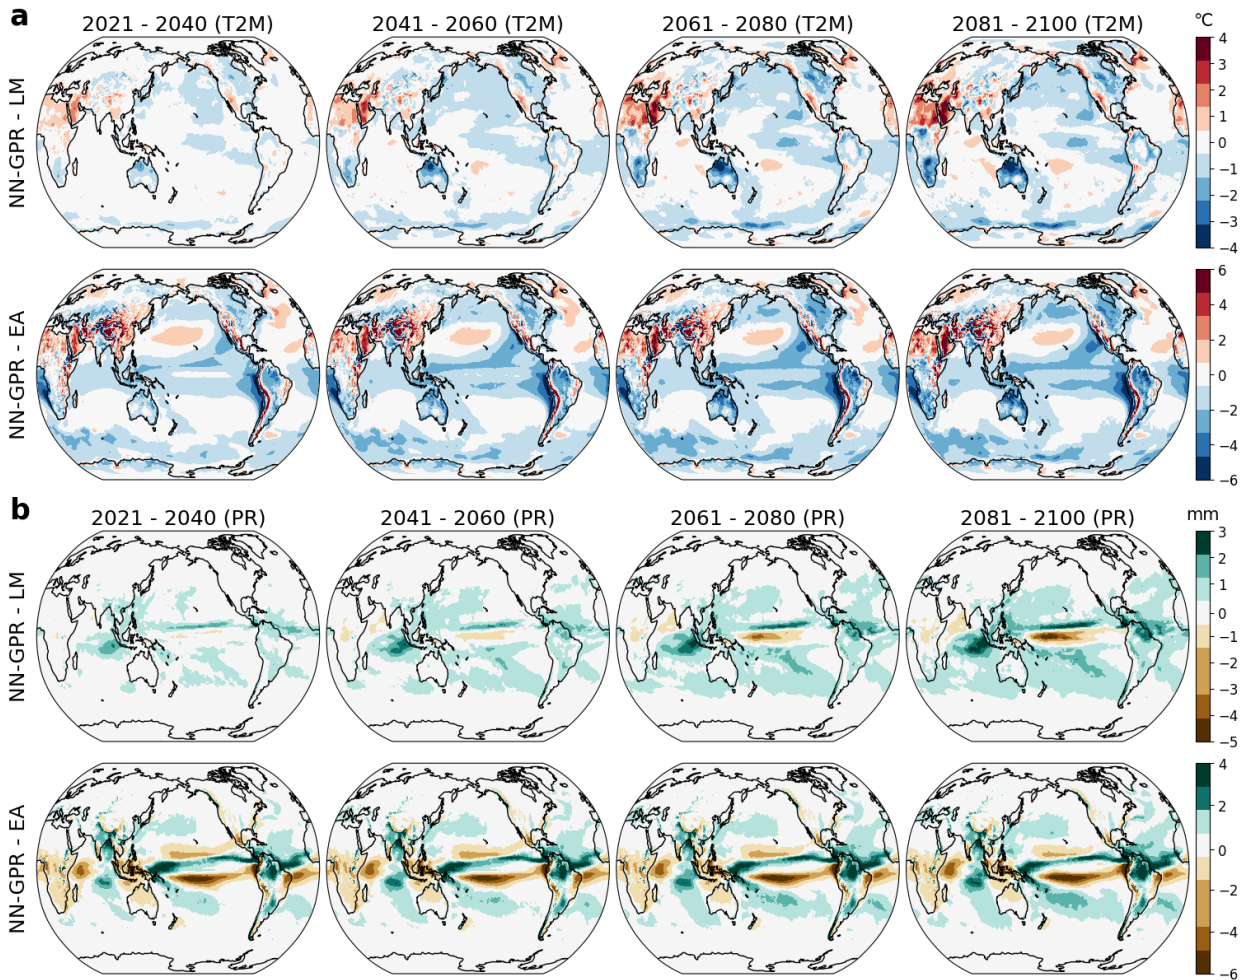 a
2021 - 2040 (T2M)
2041 - 2060 (T2M)
2061 - 2080 (T2M)
2081 - 2100 (T2M)
°C
NN-GPR - LM
4
3
2
1
0
−1
−2
−3
−4
NN-GPR - EA
6
4
2
0
−2
−4
−6
b
2021 - 2040 (PR)
2041 - 2060 (PR)
2061 - 2080 (PR)
2081 - 2100 (PR)
mm
NN-GPR - LM
3
2
1
0
−1
−2
−3
−4
−5
NN-GPR - EA
4
2
0
−2
−4
−6